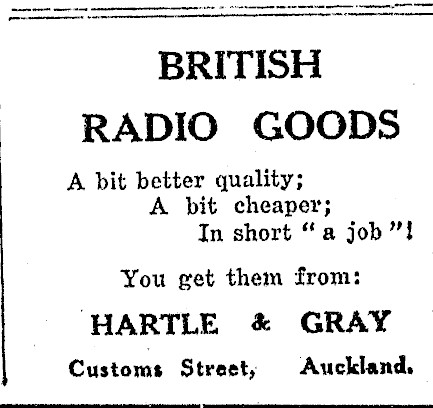 BRITISH
RADIO GOODS
A bit better quality;
A bit cheaper;
In short "a job"!
You get them from:
HARTLE & GRAY
Customs Street, Auckland.